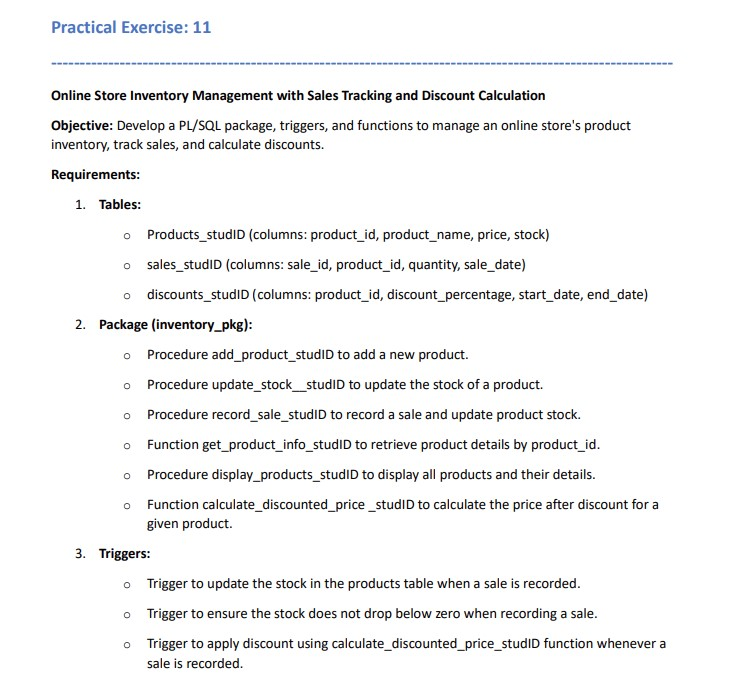 Practical Exercise: 11
Online Store Inventory Management with Sales Tracking and Discount Calculation
Objective: Develop a PL/SQL package, triggers, and functions to manage an online store's product
inventory, track sales, and calculate discounts.
Requirements:
1. Tables:
o Products_studID (columns: product_id, product_name, price, stock)
o sales_studID (columns: sale_id, product_id, quantity, sale_date)
o discounts_studID (columns: product_id, discount_percentage, start_date, end_date)
2. Package (inventory_pkg):
o Procedure add_product_studID to add a new product.
o Procedure update_stock__studID to update the stock of a product.
o Procedure record_sale_studID to record a sale and update product stock.
o Function get_product_info_studID to retrieve product details by product_id.
o Procedure display_products_studID to display all products and their details.
o Function calculate_discounted_price _studID to calculate the price after discount for a
given product.
3. Triggers:
o Trigger to update the stock in the products table when a sale is recorded.
o Trigger to ensure the stock does not drop below zero when recording a sale.
o Trigger to apply discount using calculate_discounted_price_studID function whenever a
sale is recorded.